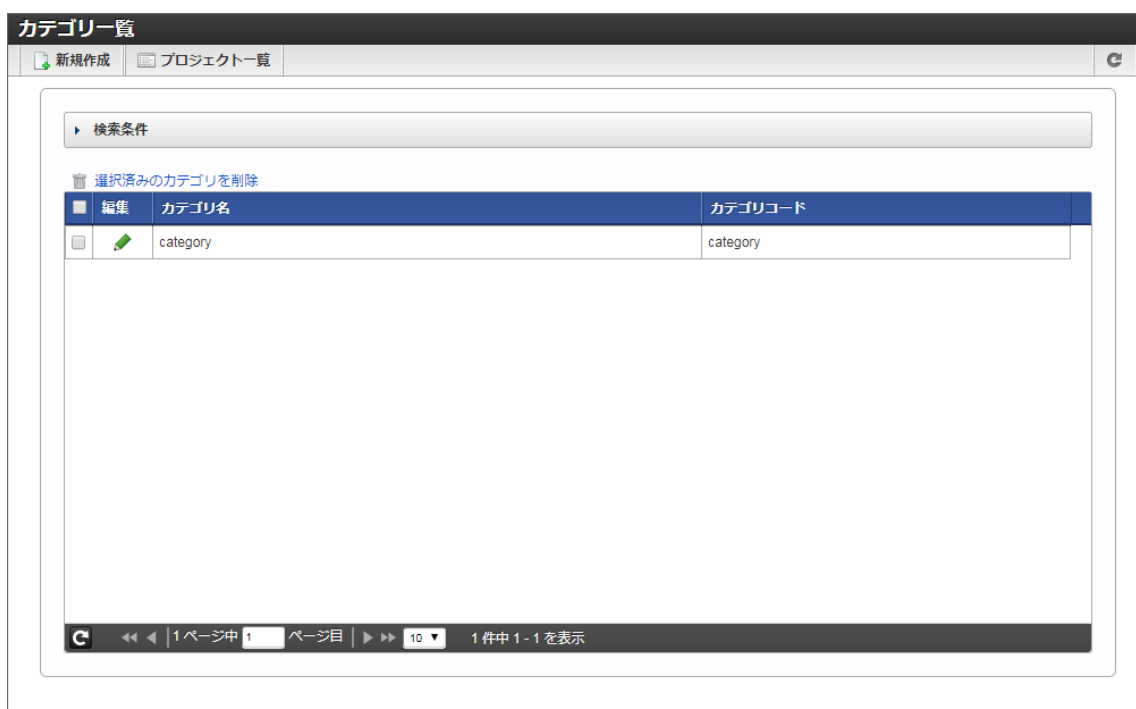 カテゴリ一覧
新規作成 プロジェクト一覧
検索条件
選択済みのカテゴリを削除
編集 カテゴリ名 カテゴリコード
category category
1 ページ中 1 ページ目 10 1 件中 1 - 1 を表示